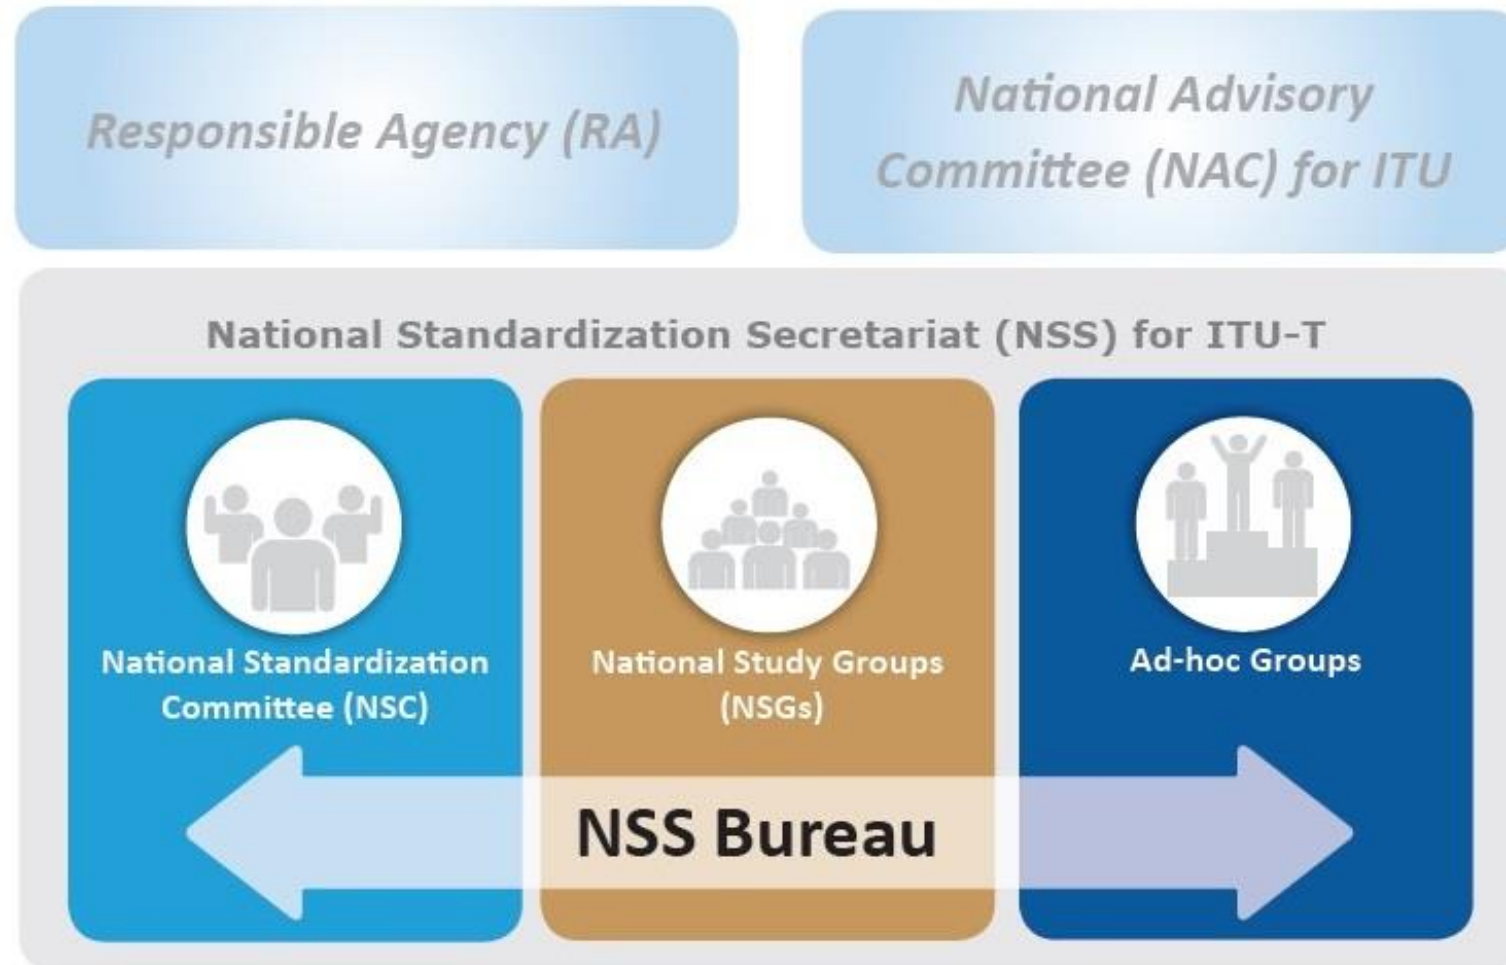 Responsible Agency (RA)
National Advisory
Committee (NAC) for ITU
National Standardization Secretariat (NSS) for ITU-T
National Standardization
Committee (NSC)
National Study Groups
(NSGs)
Ad-hoc Groups
NSS Bureau